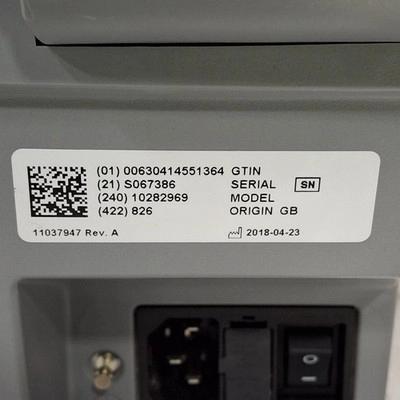 (01) 00630414551364 GTIN
(21) S067386 SERIAL SN
(240) 10282969 MODEL
(422) 826 ORIGIN GB
11037947 Rev. A 2018-04-23